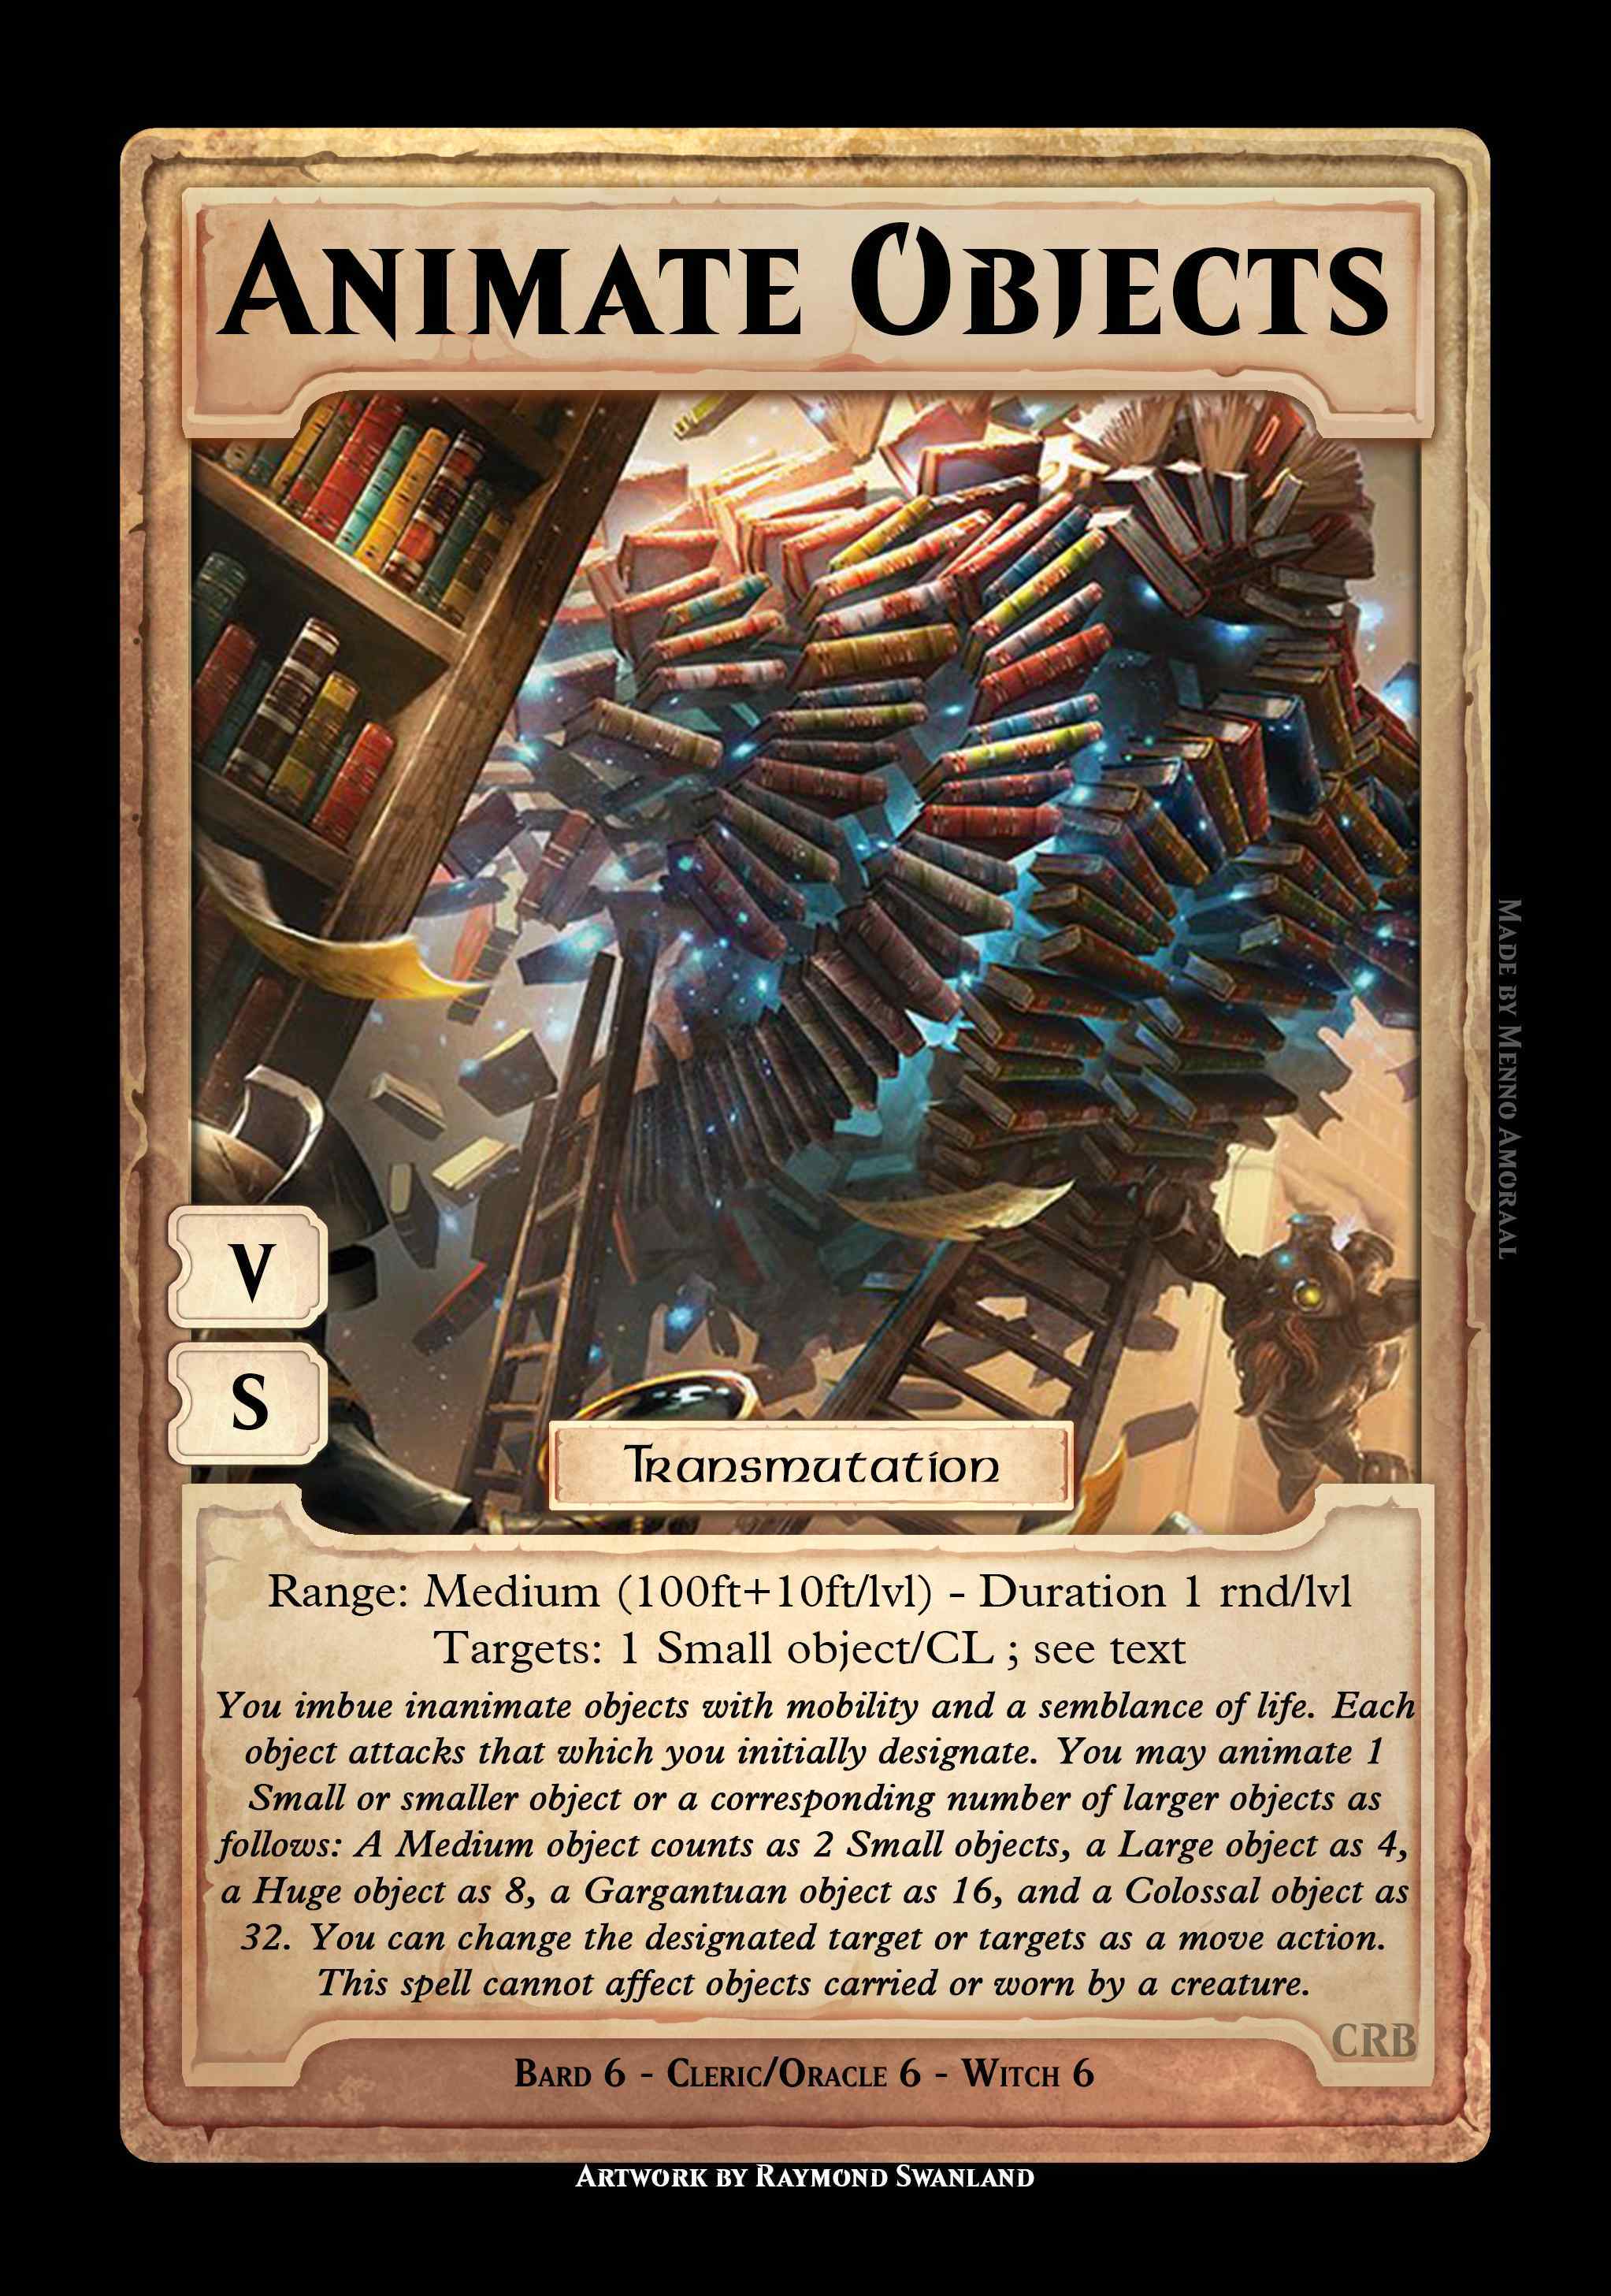 Animate Objects
V
S
Transmutation
Range: Medium (100ft+10ft/lvl) - Duration 1 rnd/lvl
Targets: 1 Small object/CL ; see text
You imbue inanimate objects with mobility and a semblance of life. Each
object attacks that which you initially designate. You may animate 1
Small or smaller object or a corresponding number of larger objects as
follows: A Medium object counts as 2 Small objects, a Large object as 4,
a Huge object as 8, a Gargantuan object as 16, and a Colossal object as
32. You can change the designated target or targets as a move action.
This spell cannot affect objects carried or worn by a creature.
CRB
Bard 6 - Cleric/Oracle 6 - Witch 6
Artwork by Raymond Swanland
Made by Menno Amoraal